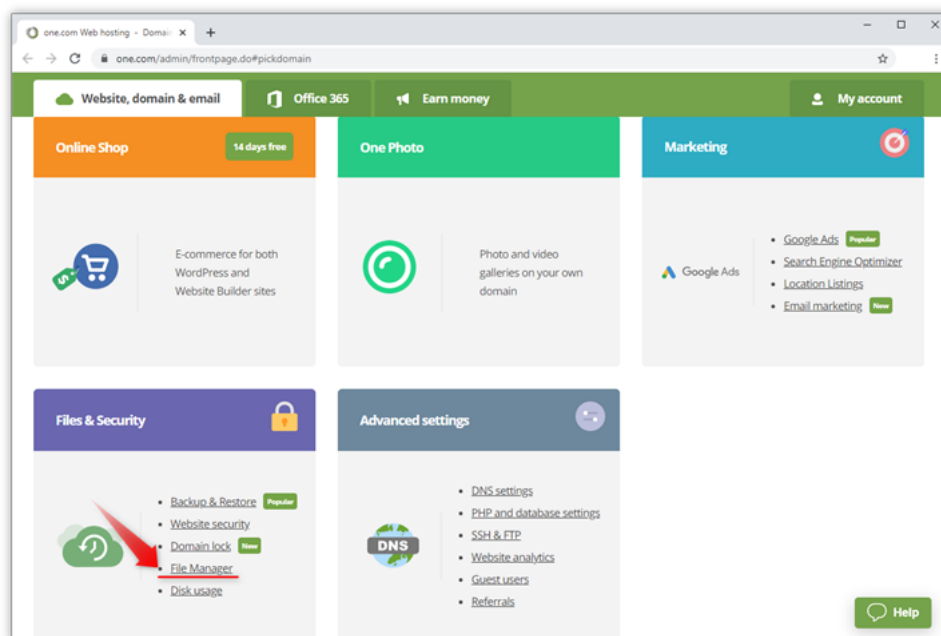 one.com Web hosting - Domain
one.com/admin/frontpage.do#pickdomain
Website, domain & email
Office 365
Earn money
My account
Online Shop
14 days free
E-commerce for both
WordPress and
Website Builder sites
One Photo
Photo and video
galleries on your own
domain
Marketing
Google Ads
Google Ads Popular
Search Engine Optimizer
Location Listings
Email marketing New
Files & Security
Backup & Restore Popular
Website security
Domain lock New
File Manager
Disk usage
Advanced settings
DNS
DNS settings
PHP and database settings
SSH & FTP
Website analytics
Guest users
Referrals
Help